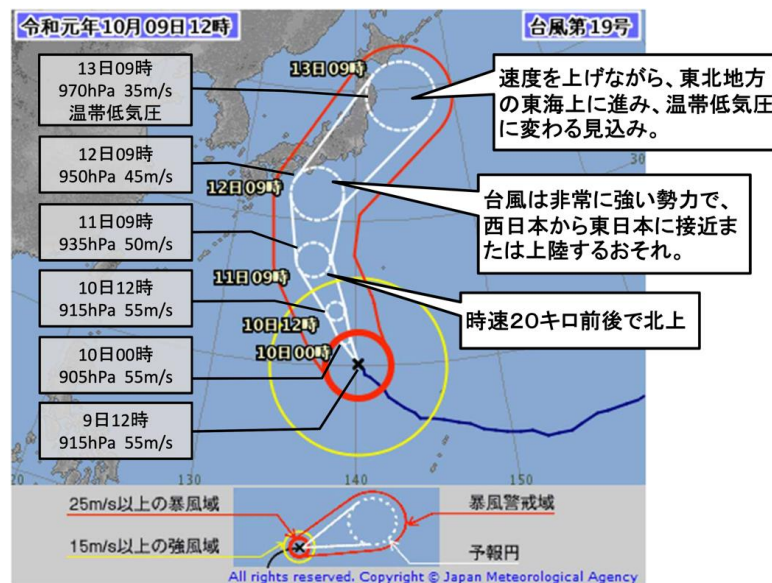 令和元年10月09日12時
台風第19号
13日09時
970hPa 35m/s
温帯低気圧
12日09時
950hPa 45m/s
11日09時
935hPa 50m/s
10日12時
915hPa 55m/s
10日00時
905hPa 55m/s
9日12時
915hPa 55m/s
13日09時
12日09時
11日09時
10日12時
10日00時
速度を上げながら、東北地方
の東海上に進み、温帯低気圧
に変わる見込み。
台風は非常に強い勢力で、
西日本から東日本に接近ま
たは上陸するおそれ。
時速20キロ前後で北上
30
130
140
150
25m/s以上の暴風域
15m/s以上の強風域
暴風警戒域
予報円
All rights reserved. Copyright © Japan Meteorological Agency